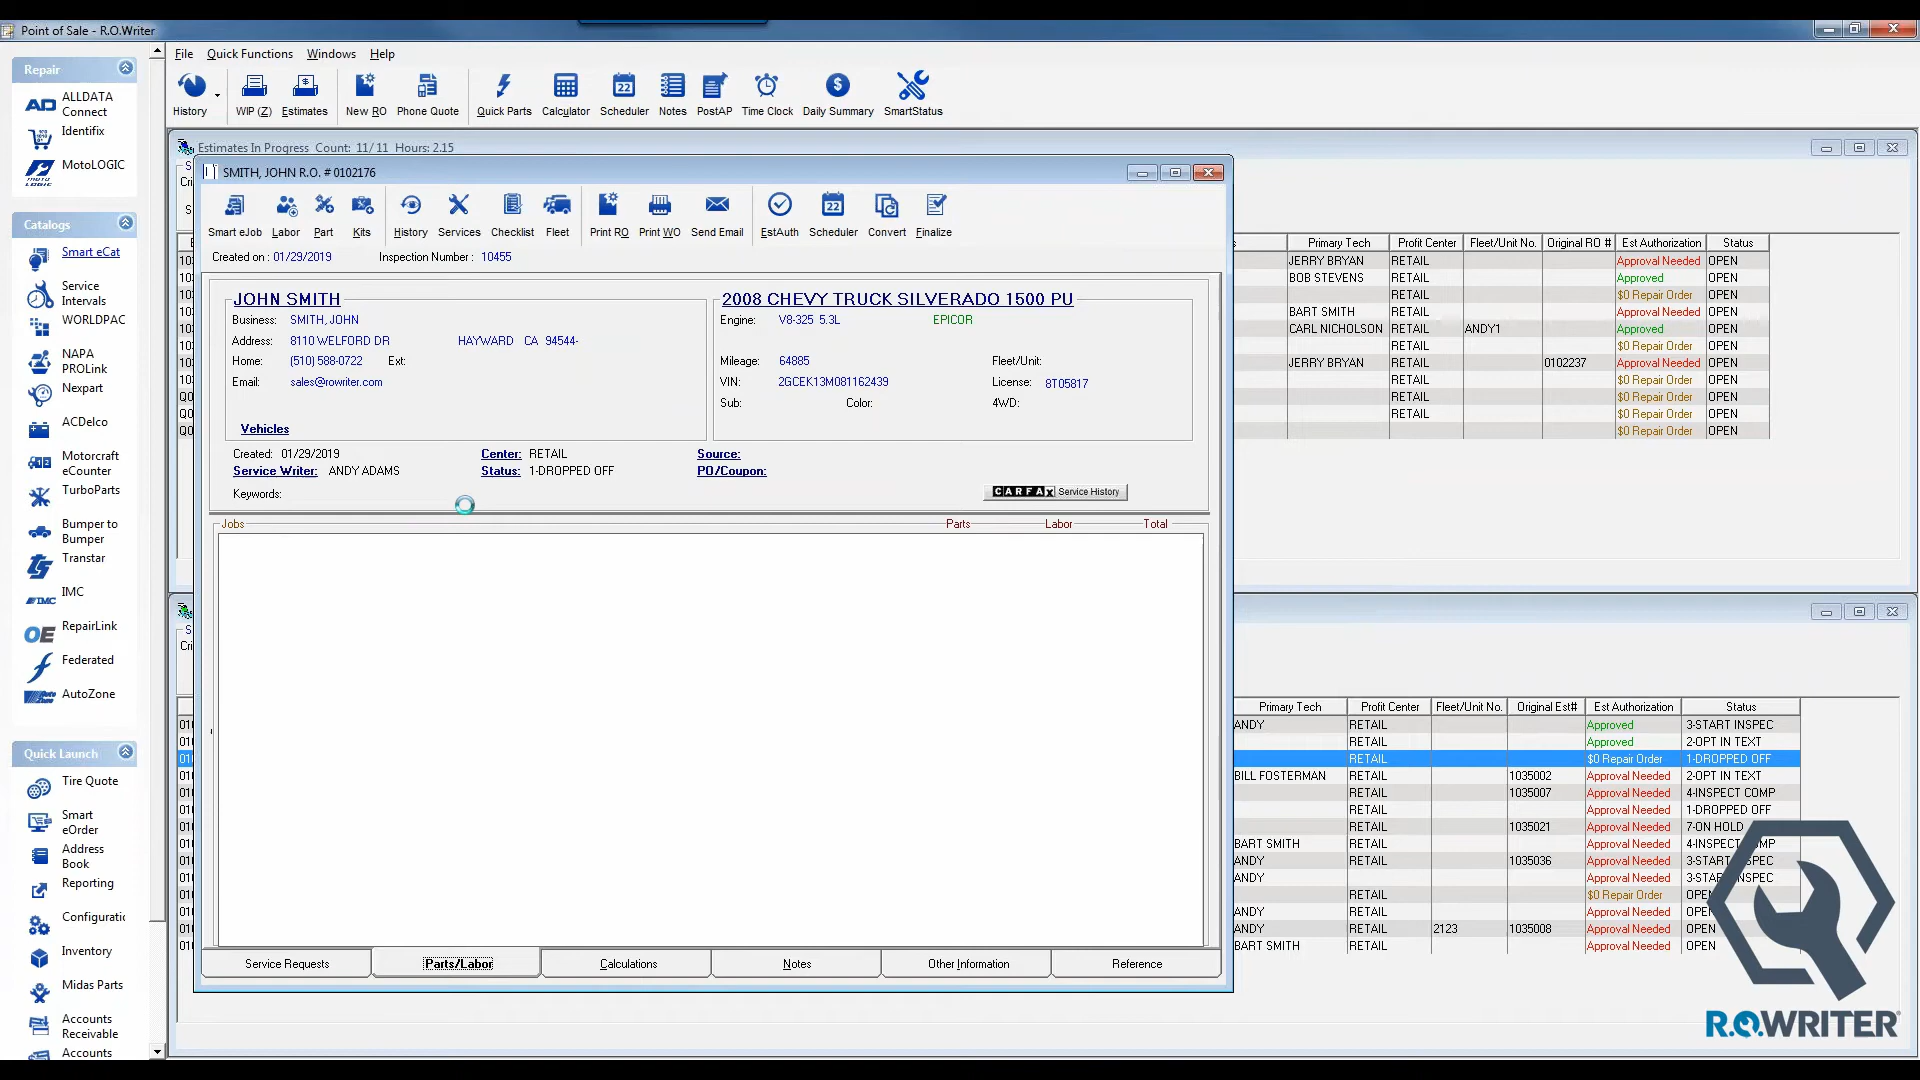 Point of Sale - R.O.Writer
File Quick Functions Windows Help
History WIP (Z) Estimates New RO Phone Quote Quick Parts Calculator Scheduler Notes PostAP Time Clock Daily Summary SmartStatus
22
Repair
AD ALLDATA
Connect
Identifix
MOTO
LOGIC
MotoLOGIC
Catalogs
Smart eCat
Service
Intervals
WORLDPAC
NAPA
PROLink
Nexpart
ACDelco
Motorcraft
eCounter
TurboParts
Bumper to
Bumper
Transtar
IMC IMC
OE RepairLink
Federated
AutoZone
Quick Launch
Tire Quote
Smart
eOrder
Address
Book
Reporting
Configuratic
Inventory
Midas Parts
Accounts
Receivable
Accounts
Estimates In Progress Count: 11/11 Hours: 2.15
SMITH, JOHN R.O. # 0102176
22
Smart eJob Labor Part Kits History Services Checklist Fleet Print RO Print WO Send Email EstAuth Scheduler Convert Finalize
Created on : 01/29/2019 Inspection Number : 10455
JOHN SMITH
Business: SMITH, JOHN
Address: 8110 WELFORD DR HAYWARD CA 94544-
Home: (510) 588-0722 Ext:
Email: sales@rowriter.com
Vehicles
2008 CHEVY TRUCK SILVERADO 1500 PU
Engine: V8-325 5.3L EPICOR
Mileage: 64885 Fleet/Unit:
VIN: 2GCEK13M081162439 License: 8T05817
Sub: Color: 4WD:
Created: 01/29/2019 Center: RETAIL Source:
Service Writer: ANDY ADAMS Status: 1-DROPPED OFF PO/Coupon:
Keywords:
CARFAX Service History
Jobs Parts Labor Total
Service Requests Parts/Labor Calculations Notes Other Information Reference
Primary Tech Profit Center Fleet/Unit No. Original RO # Est Authorization Status
JERRY BRYAN RETAIL Approval Needed OPEN
BOB STEVENS RETAIL Approved OPEN
RETAIL $0 Repair Order OPEN
BART SMITH RETAIL Approval Needed OPEN
CARL NICHOLSON RETAIL ANDY1 Approved OPEN
RETAIL $0 Repair Order OPEN
JERRY BRYAN RETAIL 0102237 Approval Needed OPEN
RETAIL $0 Repair Order OPEN
RETAIL $0 Repair Order OPEN
RETAIL $0 Repair Order OPEN
$0 Repair Order OPEN
Primary Tech Profit Center Fleet/Unit No. Original Est# Est Authorization Status
ANDY RETAIL Approved 3-START INSPEC
RETAIL Approved 2-OPT IN TEXT
RETAIL $0 Repair Order 1-DROPPED OFF
BILL FOSTERMAN RETAIL 1035002 Approval Needed 2-OPT IN TEXT
RETAIL 1035007 Approval Needed 4-INSPECT COMP
RETAIL Approval Needed 1-DROPPED OFF
RETAIL 1035021 Approval Needed 7-ON HOLD
BART SMITH RETAIL Approval Needed 4-INSPECT
ANDY RETAIL 1035036 Approval Needed 3-START
ANDY Approval Needed
RETAIL $0 Repair Order
ANDY RETAIL Approval Needed OPEN
ANDY RETAIL 2123 1035008 Approval Needed OPEN
BART SMITH RETAIL Approval Needed OPEN
R.O.WRITER